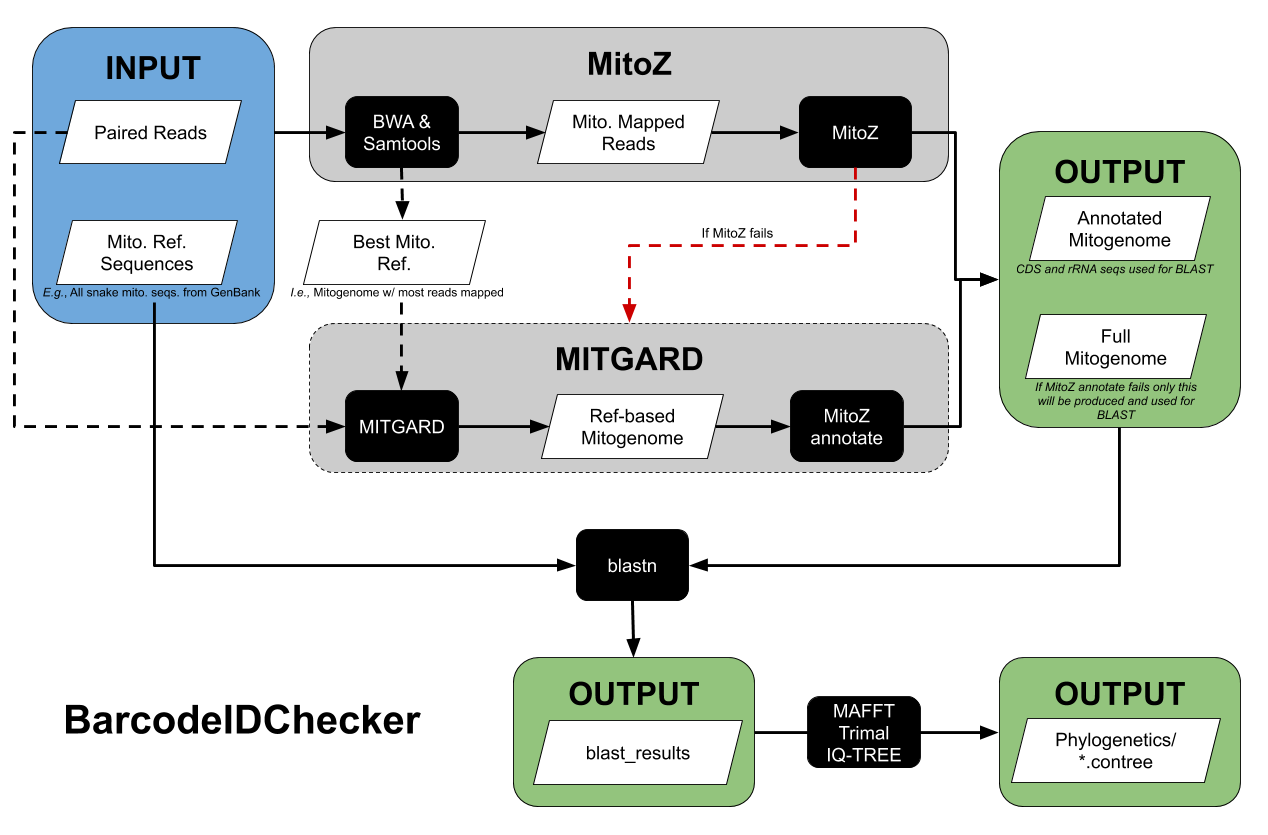 INPUT
Paired Reads
Mito. Ref.
Sequences
E.g., All snake mito. seqs. from GenBank
MitoZ
BWA &
Samtools
Mito. Mapped
Reads
MitoZ
Best Mito.
Ref.
I.e., Mitogenome w/ most reads mapped
If MitoZ fails
MITGARD
MITGARD
Ref-based
Mitogenome
MitoZ
annotate
OUTPUT
Annotated
Mitogenome
CDS and rRNA seqs used for BLAST
Full
Mitogenome
If MitoZ annotate fails only this
will be produced and used for
BLAST
blastn
BarcodeIDChecker
OUTPUT
blast_results
MAFFT
Trimal
IQ-TREE
OUTPUT
Phylogenetics/
*.contree